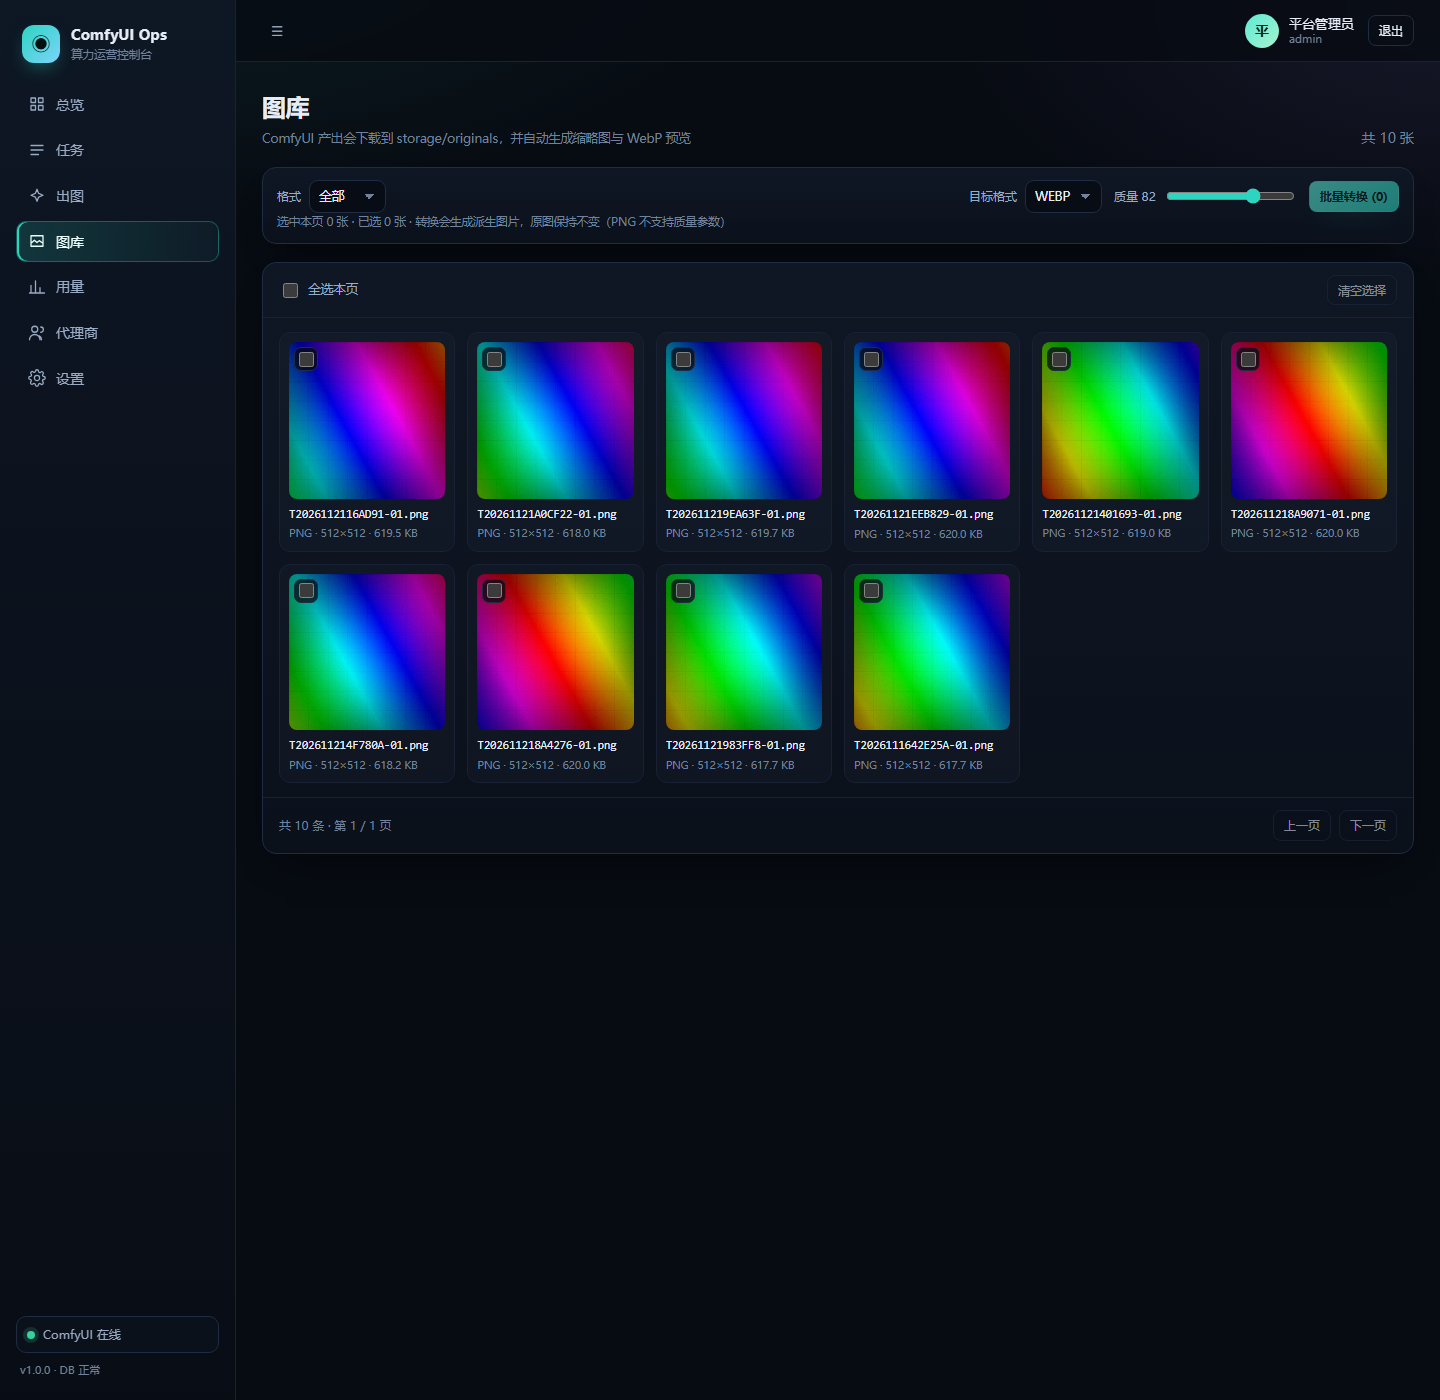 ComfyUI Ops
算力运营控制台
总览
任务
出图
图库
用量
代理商
设置
ComfyUI 在线
v1.0.0 · DB 正常
☰
平
平台管理员
admin
退出
图库
ComfyUI 产出会下载到 storage/originals，并自动生成缩略图与 WebP 预览
共 10 张
格式 全部
目标格式 WEBP 质量 82 批量转换 (0)
选中本页 0 张 · 已选 0 张 · 转换会生成派生图片，原图保持不变（PNG 不支持质量参数）
全选本页
清空选择
T2026112116AD91-01.png
PNG · 512×512 · 619.5 KB
T20261121A0CF22-01.png
PNG · 512×512 · 618.0 KB
T202611219EA63F-01.png
PNG · 512×512 · 619.7 KB
T20261121EEB829-01.png
PNG · 512×512 · 620.0 KB
T20261121401693-01.png
PNG · 512×512 · 619.0 KB
T202611218A9071-01.png
PNG · 512×512 · 620.0 KB
T202611214F780A-01.png
PNG · 512×512 · 618.2 KB
T202611218A4276-01.png
PNG · 512×512 · 620.0 KB
T20261121983FF8-01.png
PNG · 512×512 · 617.7 KB
T2026111642E25A-01.png
PNG · 512×512 · 617.7 KB
共 10 条 · 第 1 / 1 页
上一页
下一页